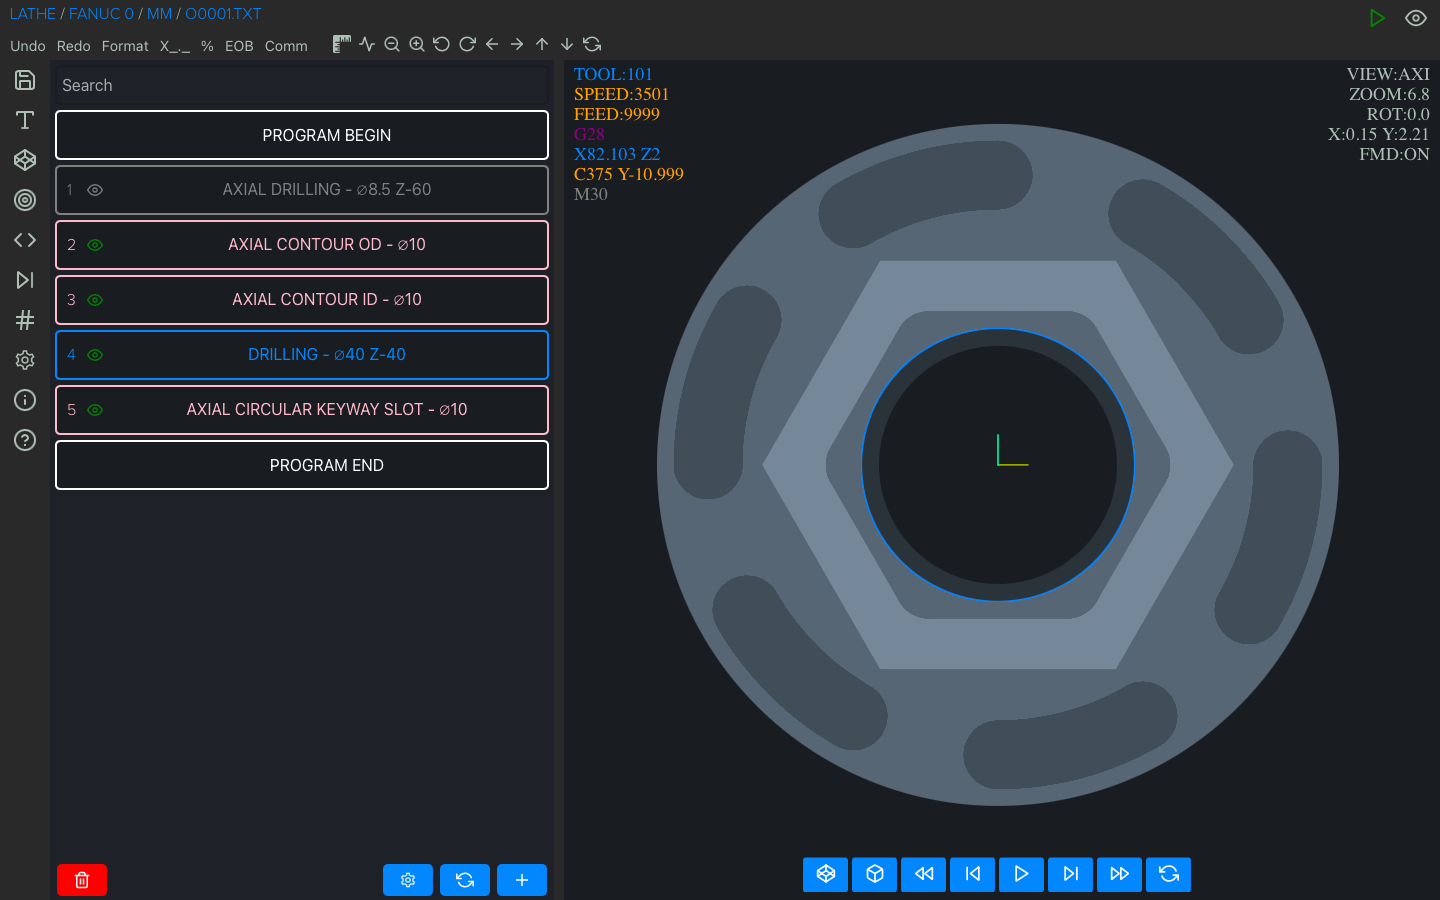 LATHE / FANUC 0 / MM / O0001.TXT
Undo Redo Format X_._ % EOB Comm
Search
PROGRAM BEGIN
1 AXIAL DRILLING - ⌀8.5 Z-60
2 AXIAL CONTOUR OD - ⌀10
3 AXIAL CONTOUR ID - ⌀10
4 DRILLING - ⌀40 Z-40
5 AXIAL CIRCULAR KEYWAY SLOT - ⌀10
PROGRAM END
TOOL:101
SPEED:3501
FEED:9999
G28
X82.103 Z2
C375 Y-10.999
M30
VIEW:AXI
ZOOM:6.8
ROT:0.0
X:0.15 Y:2.21
FMD:ON